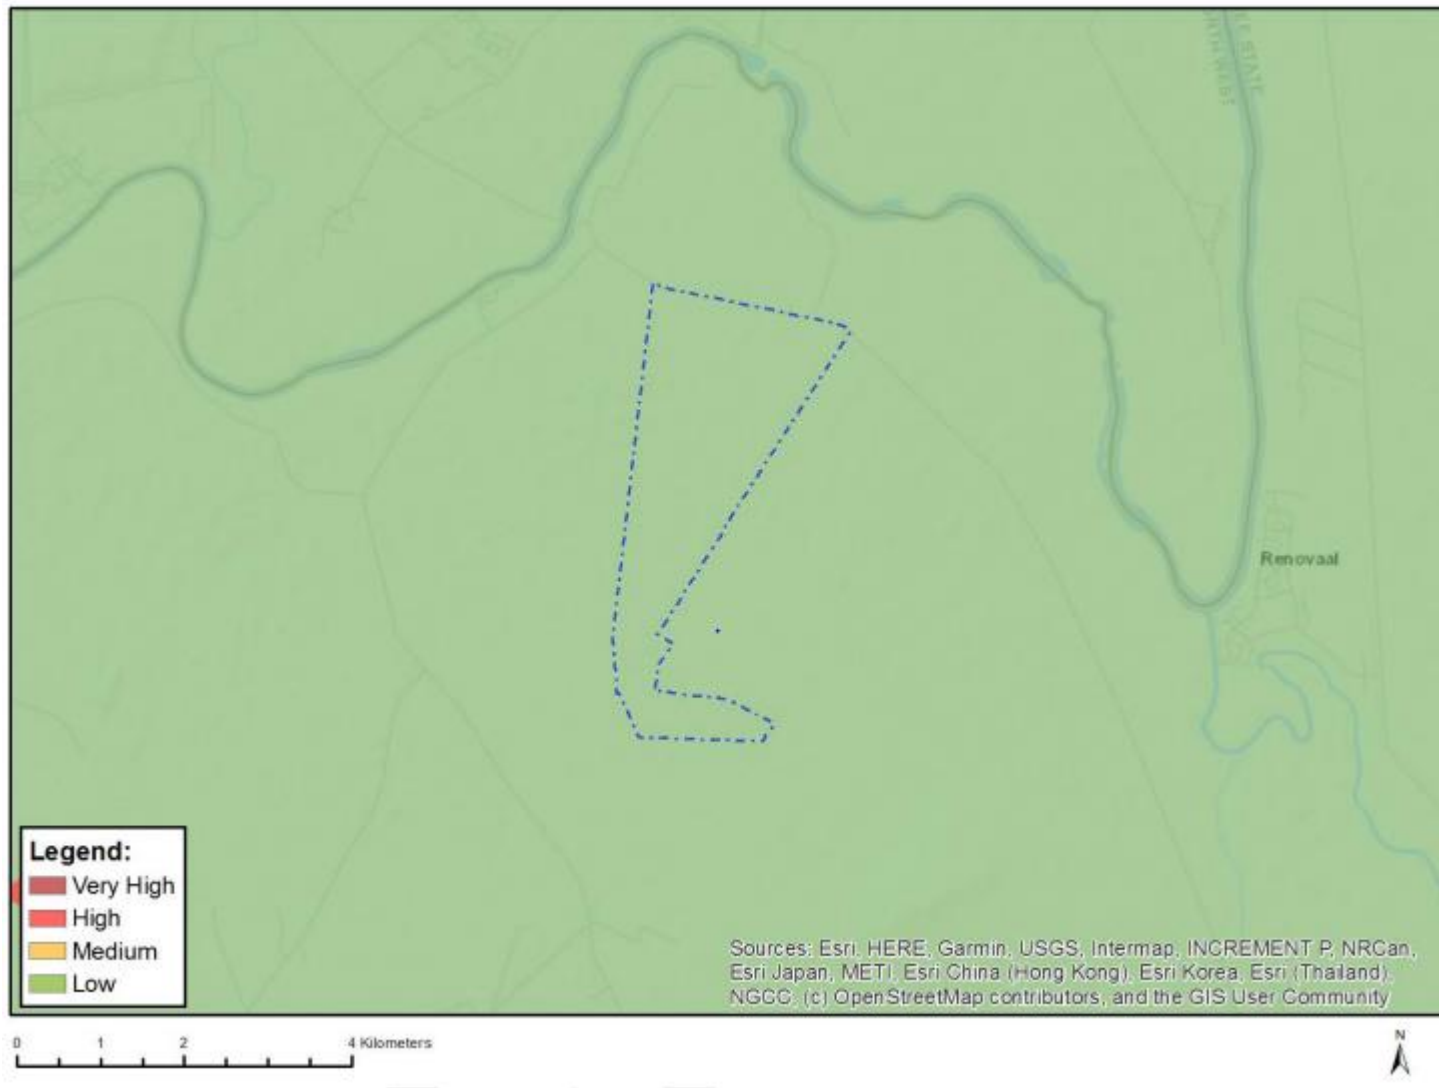 Renovaal
Legend:
Very High
High
Medium
Low
Sources: Esri, HERE, Garmin, USGS, Intermap, INCREMENT P, NRCan,
Esri Japan, METI, Esri China (Hong Kong), Esri Korea, Esri (Thailand),
NGCC, (c) OpenStreetMap contributors, and the GIS User Community
0 1 2 4 Kilometers
N